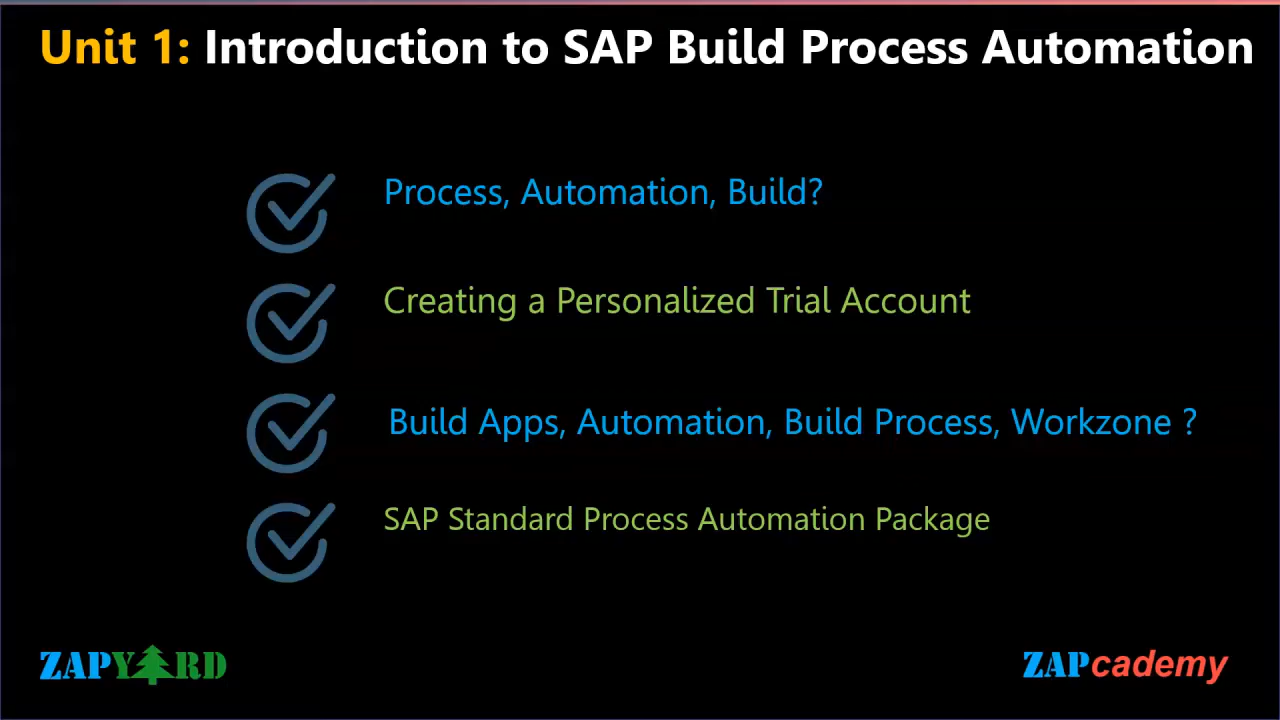 Unit 1: Introduction to SAP Build Process Automation
Process, Automation, Build?
Creating a Personalized Trial Account
Build Apps, Automation, Build Process, Workzone ?
SAP Standard Process Automation Package
ZAPYARD
ZAPcademy